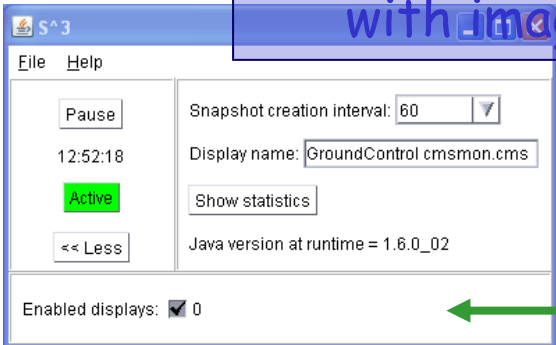 with imag
S^3
File Help
Pause
Snapshot creation interval: 60
12:52:18
Display name: GroundControl cmsmon.cms
Active
Show statistics
<< Less
Java version at runtime = 1.6.0_02
Enabled displays: 0